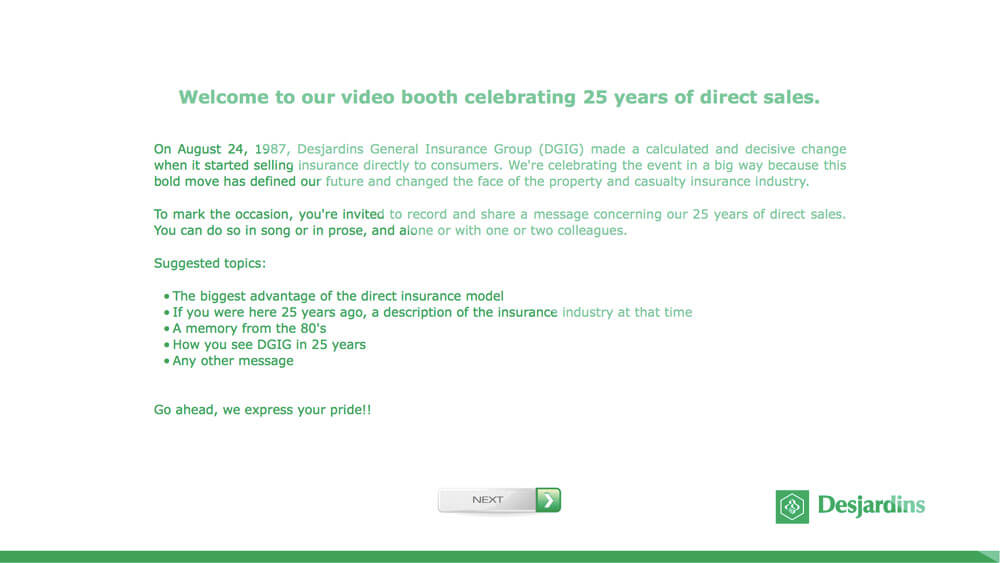 Welcome to our video booth celebrating 25 years of direct sales.
On August 24, 1987, Desjardins General Insurance Group (DGIG) made a calculated and decisive change
when it started selling insurance directly to consumers. We're celebrating the event in a big way because this
bold move has defined our future and changed the face of the property and casualty insurance industry.
To mark the occasion, you're invited to record and share a message concerning our 25 years of direct sales.
You can do so in song or in prose, and alone or with one or two colleagues.
Suggested topics:
• The biggest advantage of the direct insurance model
• If you were here 25 years ago, a description of the insurance industry at that time
• A memory from the 80's
• How you see DGIG in 25 years
• Any other message
Go ahead, we express your pride!!
NEXT
Desjardins